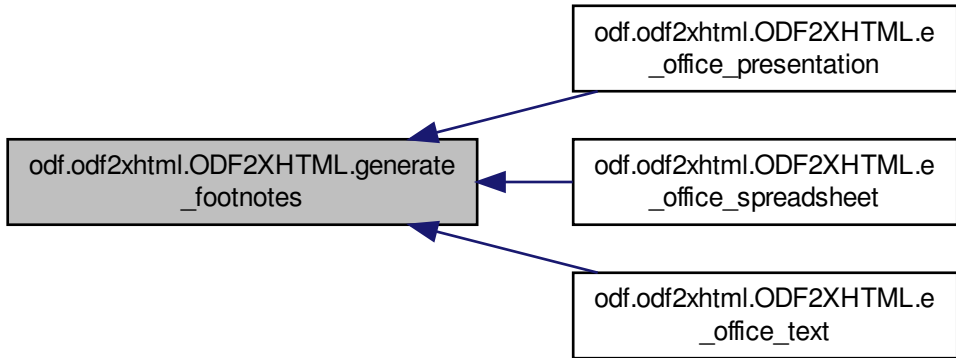 odf.odf2xhtml.ODF2XHTML.e
_office_presentation
odf.odf2xhtml.ODF2XHTML.generate
_footnotes
odf.odf2xhtml.ODF2XHTML.e
_office_spreadsheet
odf.odf2xhtml.ODF2XHTML.e
_office_text